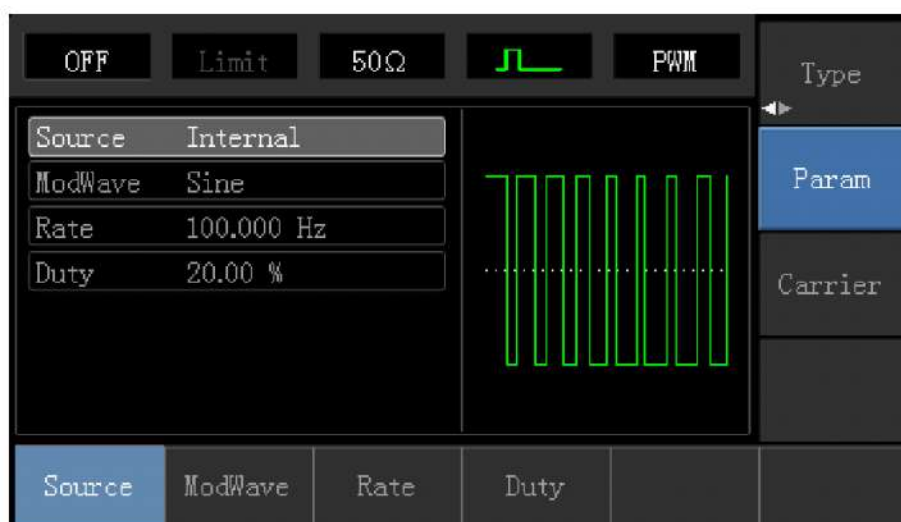 OFF Limit 50Ω PWM
Type
Source Internal
ModWave Sine
Param
Rate 100.000 Hz
Duty 20.00 %
Carrier
Source ModWave Rate Duty